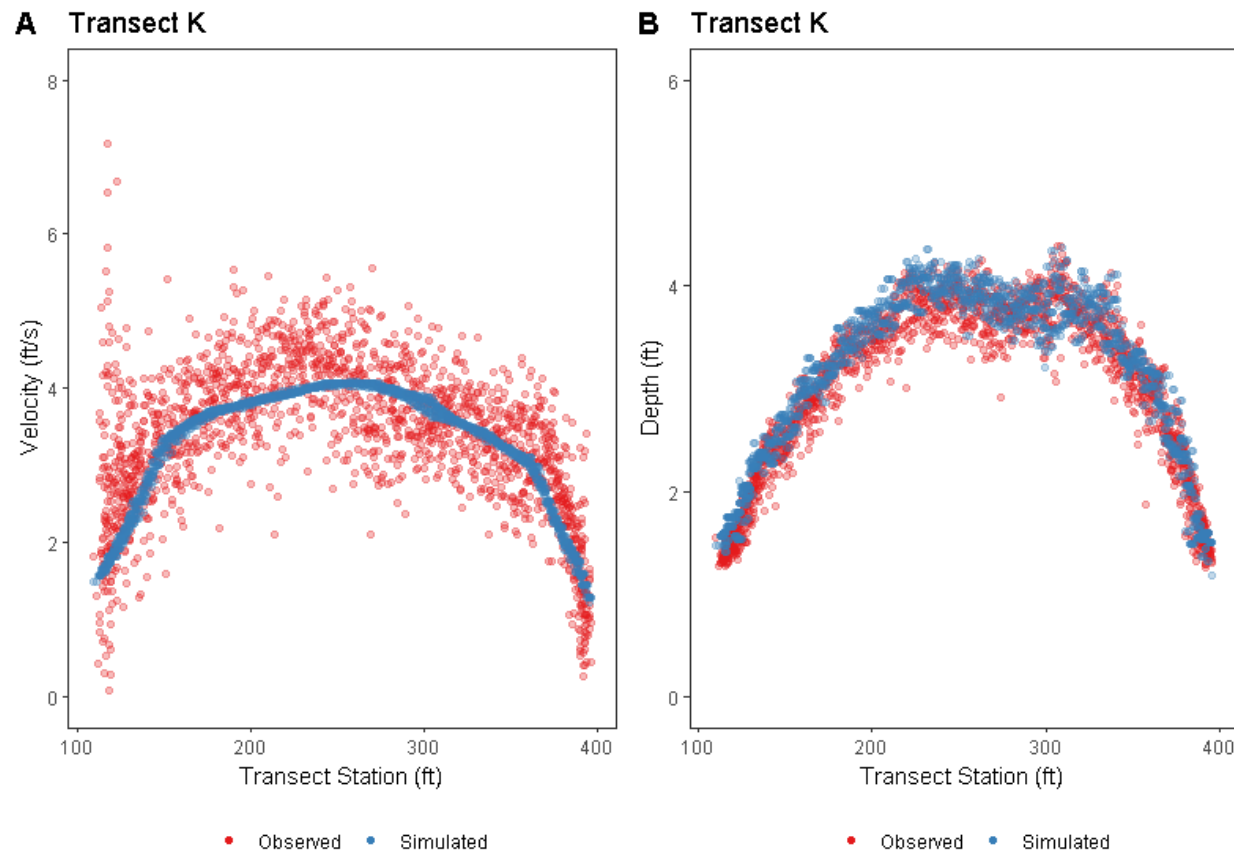 A Transect K
8
6
4
2
0
Velocity (ft/s)
100 200 300 400
Transect Station (ft)
Observed Simulated
B Transect K
6
4
2
0
Depth (ft)
100 200 300 400
Transect Station (ft)
Observed Simulated